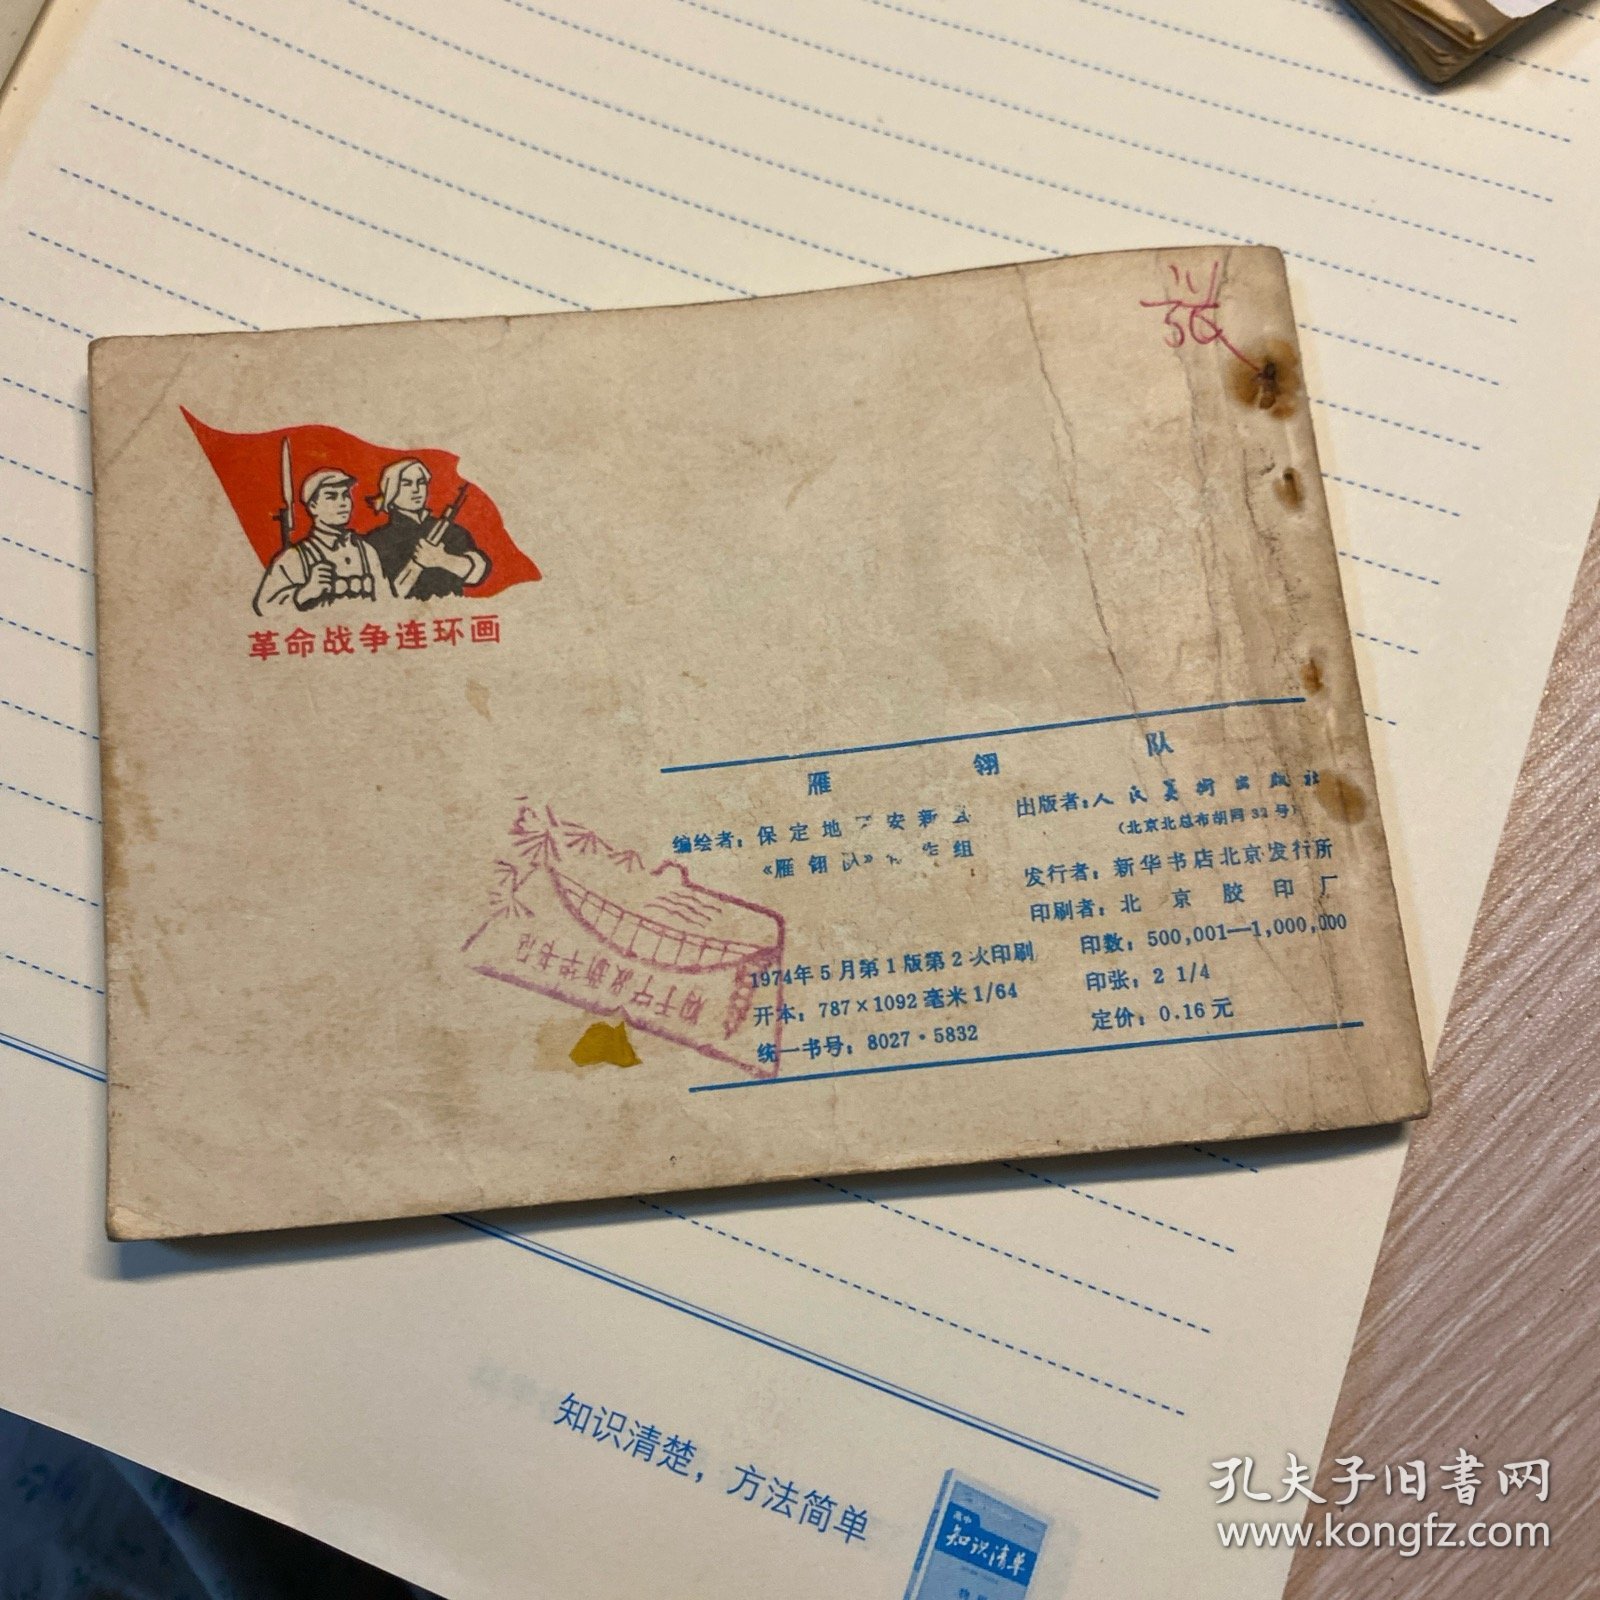 革命战争连环画
雁翎队
编绘者：保定地 安新县
《雁翎队》 作组
出版者：人民美术出版社
（北京北总布胡同32号）
发行者：新华书店北京发行所
印刷者：北京胶印厂
1974年5月第1版第2次印刷
印数：500,001—1,000,000
开本：787×1092毫米1/64
印张：2 1/4
统一书号：8027·5832
定价：0.16元
新华书店
知识清楚，方法简单
高中
知识清单
孔夫子旧书网
www.kongfz.com